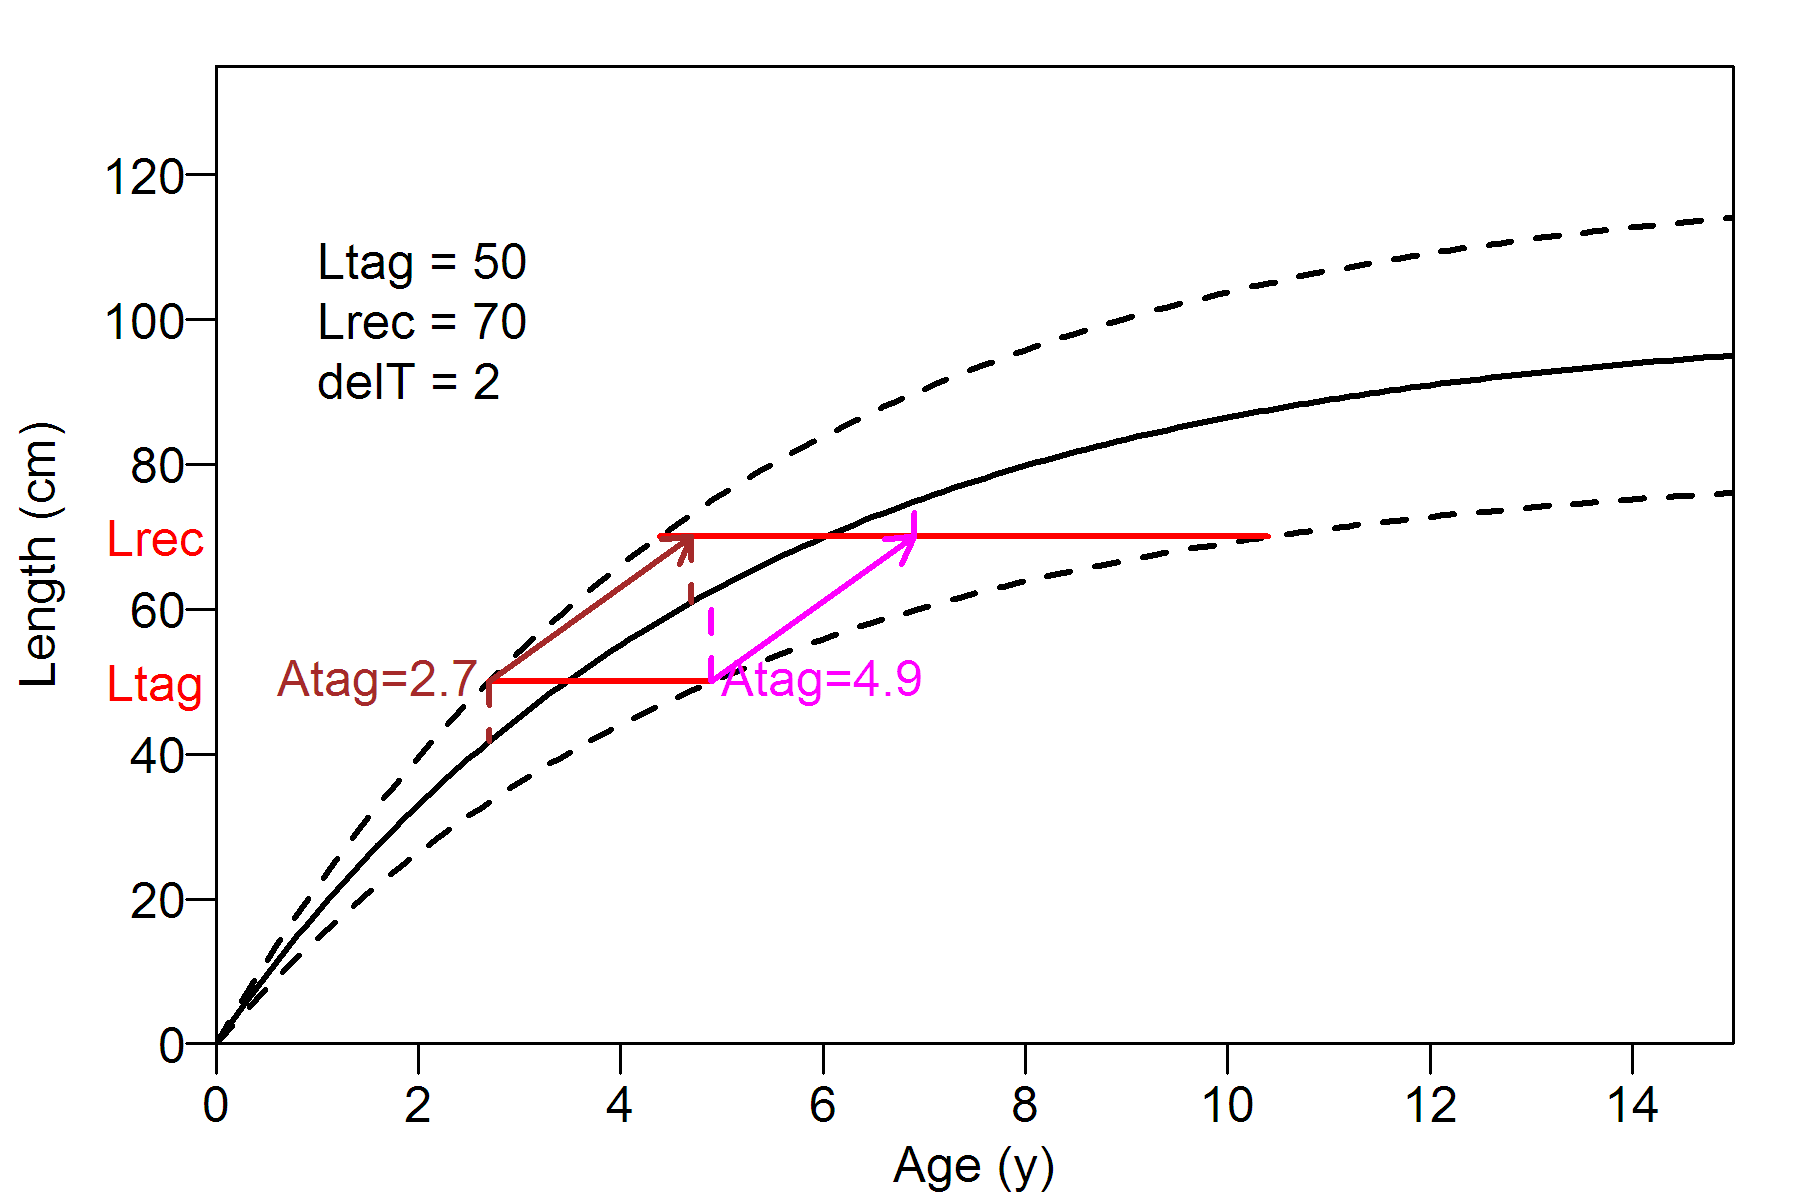 120
100
80
60
40
20
0
Length (cm)
Ltag = 50
Lrec = 70
delT = 2
Lrec
Ltag
Atag=2.7
Atag=4.9
0 2 4 6 8 10 12 14
Age (y)